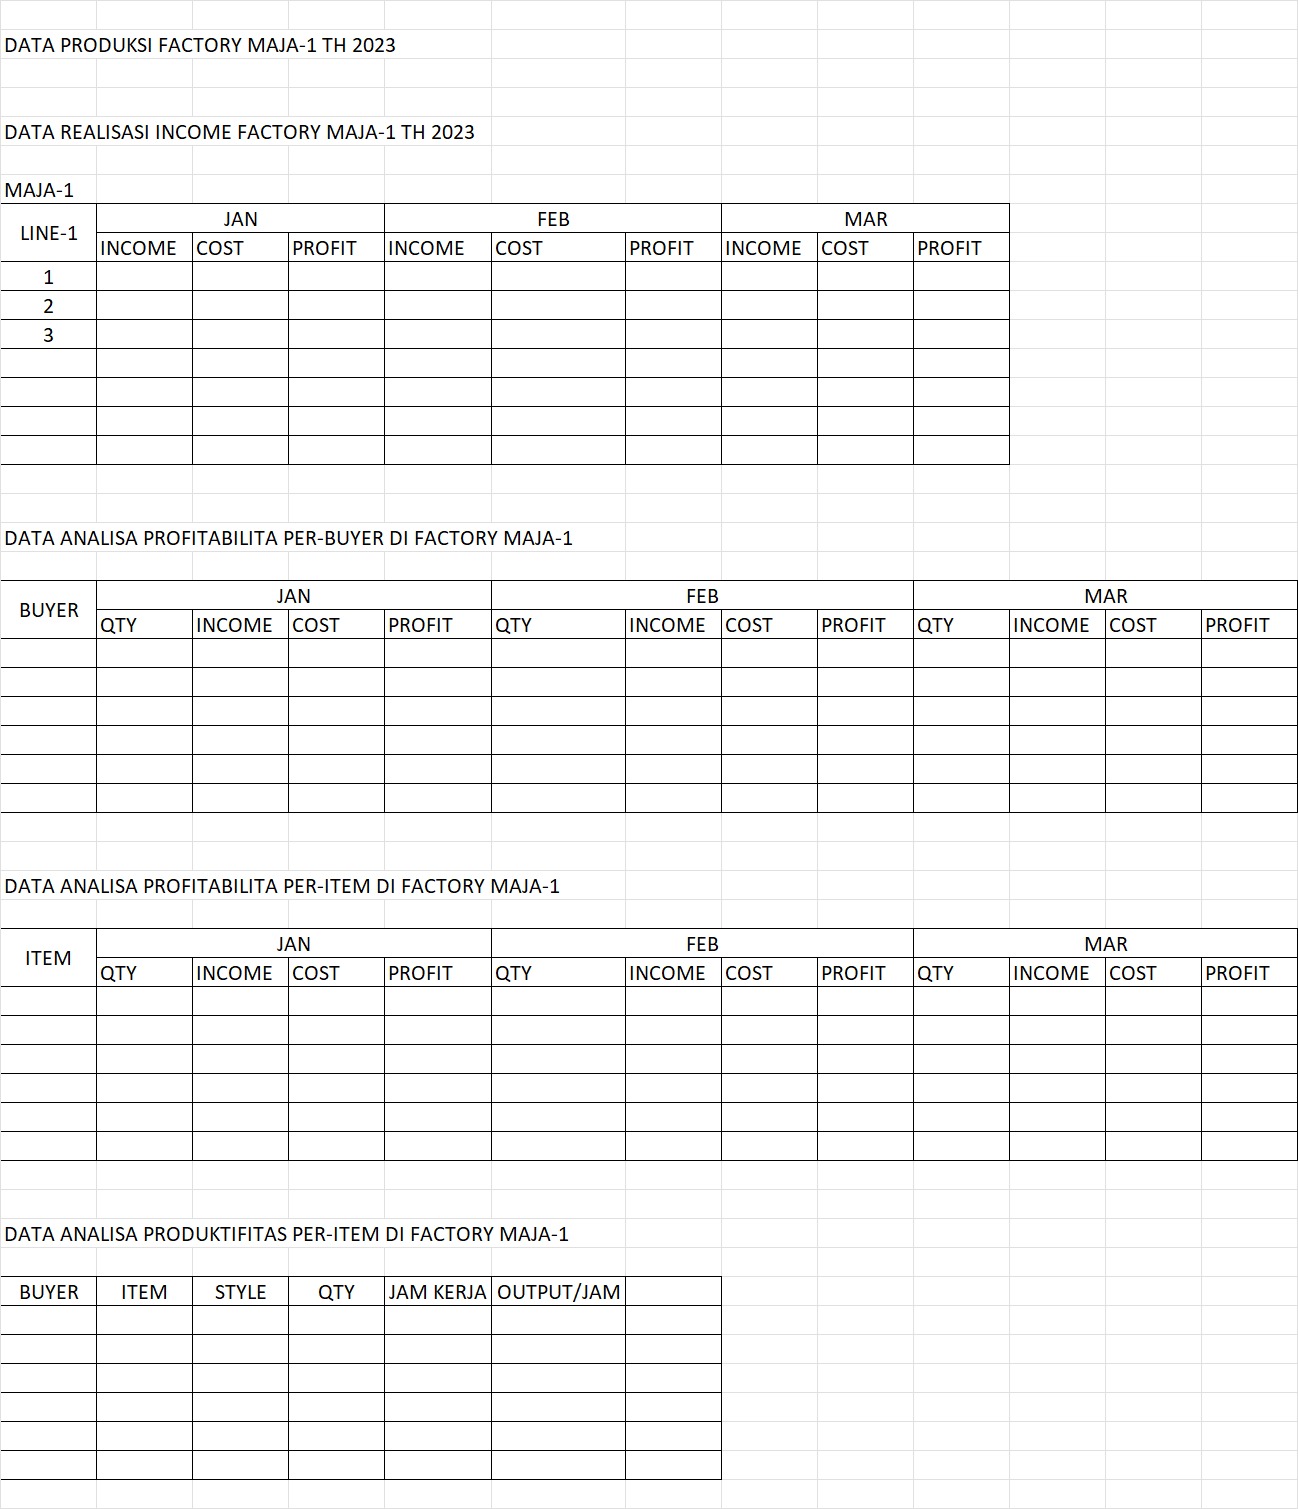 DATA PRODUKSI FACTORY MAJA-1 TH 2023
DATA REALISASI INCOME FACTORY MAJA-1 TH 2023
MAJA-1
LINE-1 JAN FEB MAR
INCOME COST PROFIT INCOME COST PROFIT INCOME COST PROFIT
1
2
3
DATA ANALISA PROFITABILITA PER-BUYER DI FACTORY MAJA-1
BUYER JAN FEB MAR
QTY INCOME COST PROFIT QTY INCOME COST PROFIT QTY INCOME COST PROFIT
DATA ANALISA PROFITABILITA PER-ITEM DI FACTORY MAJA-1
ITEM JAN FEB MAR
QTY INCOME COST PROFIT QTY INCOME COST PROFIT QTY INCOME COST PROFIT
DATA ANALISA PRODUKTIFITAS PER-ITEM DI FACTORY MAJA-1
BUYER ITEM STYLE QTY JAM KERJA OUTPUT/JAM